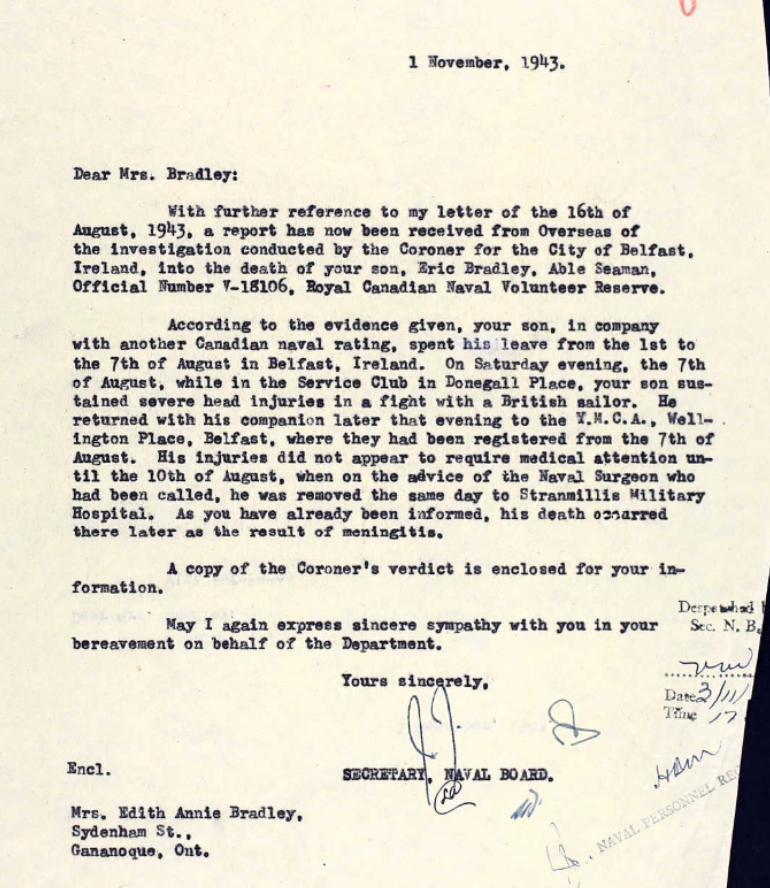 1 November, 1943.
Dear Mrs. Bradley:
With further reference to my letter of the 16th of
August, 1943, a report has now been received from Overseas of
the investigation conducted by the Coroner for the City of Belfast,
Ireland, into the death of your son, Eric Bradley, Able Seaman,
Official Number V-18106, Royal Canadian Naval Volunteer Reserve.
According to the evidence given, your son, in company
with another Canadian naval rating, spent his leave from the 1st to
the 7th of August in Belfast, Ireland. On Saturday evening, the 7th
of August, while in the Service Club in Donegall Place, your son sus-
tained severe head injuries in a fight with a British sailor. He
returned with his companion later that evening to the Y.M.C.A., Well-
ington Place, Belfast, where they had been registered from the 7th of
August. His injuries did not appear to require medical attention un-
til the 10th of August, when on the advice of the Naval Surgeon who
had been called, he was removed the same day to Stranmillis Military
Hospital. As you have already been informed, his death occurred
there later as the result of meningitis.
A copy of the Coroner's verdict is enclosed for your in-
formation.
May I again express sincere sympathy with you in your
bereavement on behalf of the Department.
Despatched
Sec. N. B.
Yours sincerely,
Date 3/11/
Time 17
Encl.
SECRETARY, NAVAL BOARD.
NAVAL PERSONNEL REC
Mrs. Edith Annie Bradley,
Sydenham St.,
Gananoque, Ont.